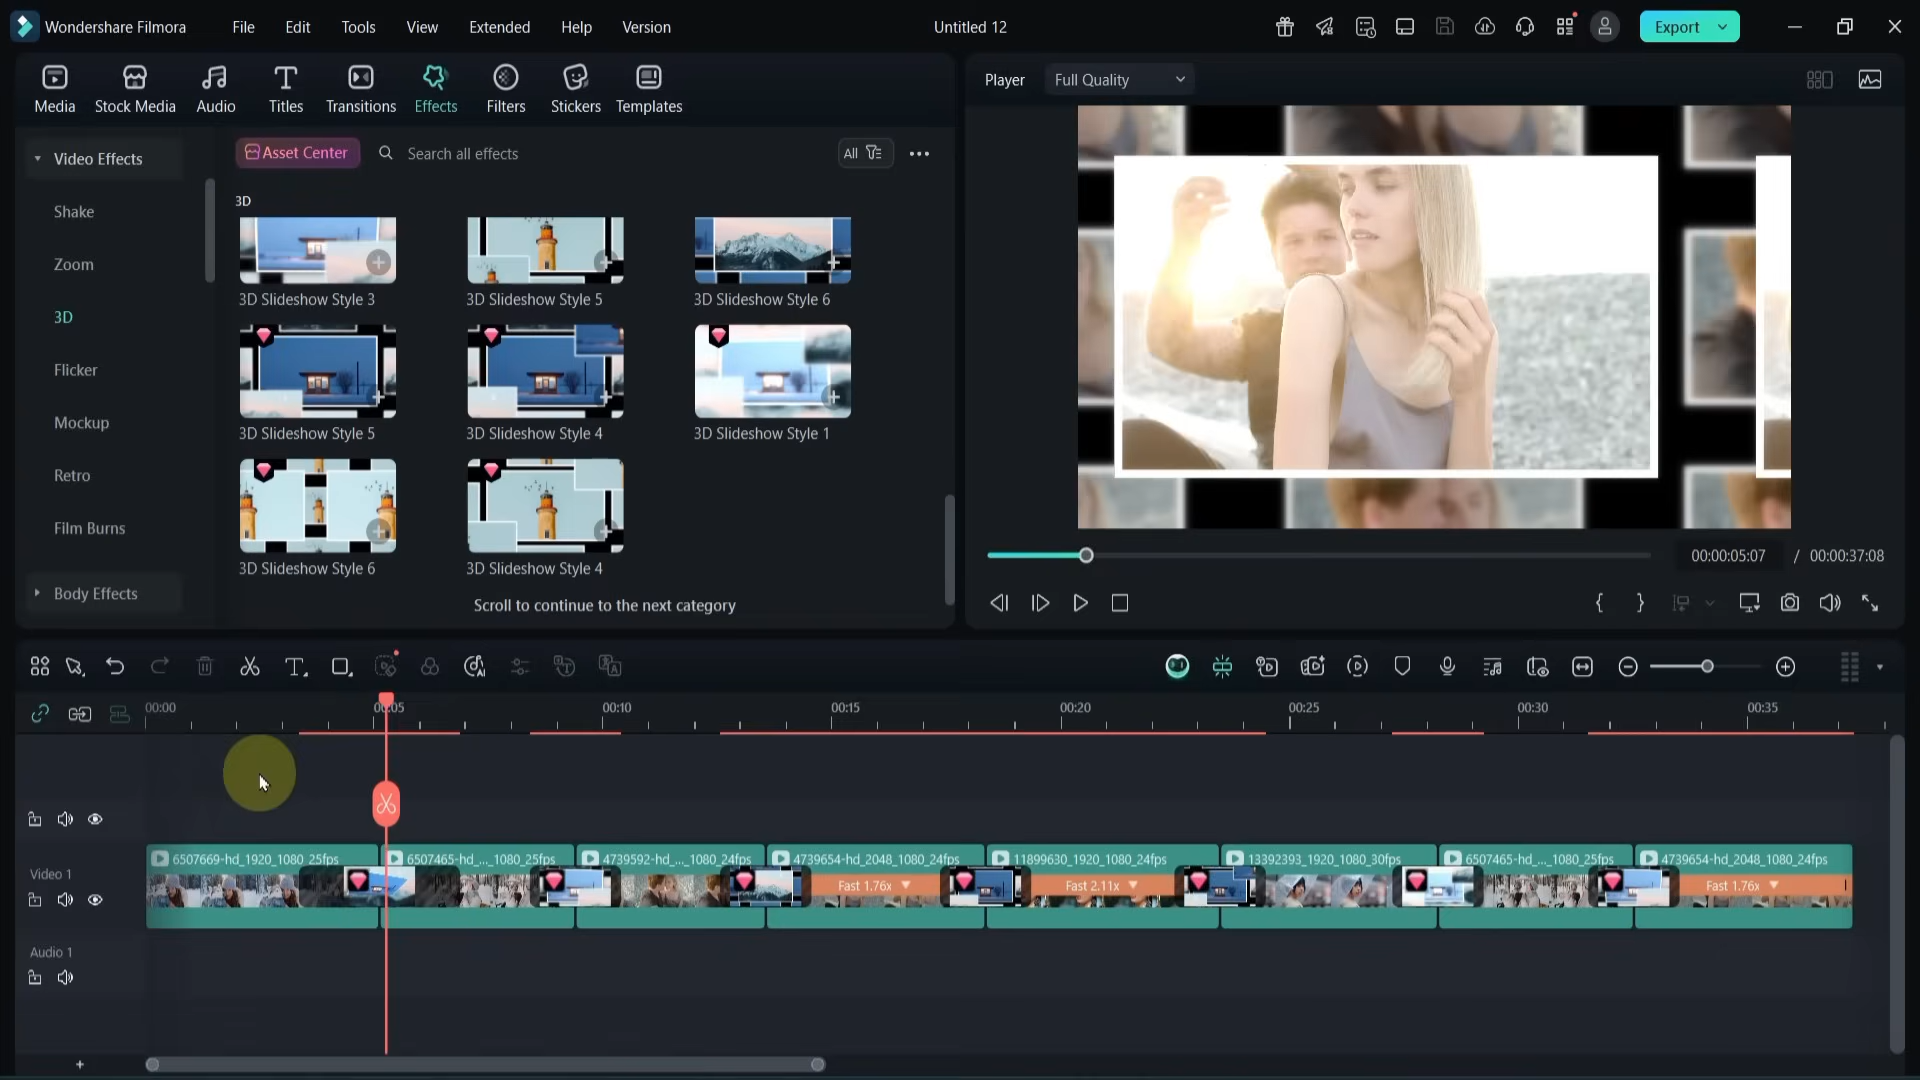 Wondershare Filmora
File
Edit
Tools
View
Extended
Help
Version
Untitled 12
Export
Media
Stock Media
Audio
Titles
Transitions
Effects
Filters
Stickers
Templates
Player
Full Quality
Video Effects
Asset Center
Search all effects
All
Shake
Zoom
3D
Flicker
Mockup
Retro
Film Burns
Body Effects
3D
3D Slideshow Style 3
3D Slideshow Style 5
3D Slideshow Style 6
3D Slideshow Style 5
3D Slideshow Style 4
3D Slideshow Style 1
3D Slideshow Style 6
3D Slideshow Style 4
Scroll to continue to the next category
00:00:05:07 / 00:00:37:08
00:00
00:05
00:10
00:15
00:20
00:25
00:30
00:35
6507669-hd_1920_1080_25fps
6507465-hd_..._1080_25fps
4739592-hd_..._1080_24fps
4739654-hd_2048_1080_24fps
11899630_1920_1080_24fps
13392393_1920_1080_30fps
6507465-hd_..._1080_25fps
4739654-hd_2048_1080_24fps
Video 1
Fast 1.76x
Fast 2.11x
Fast 1.76x
Audio 1